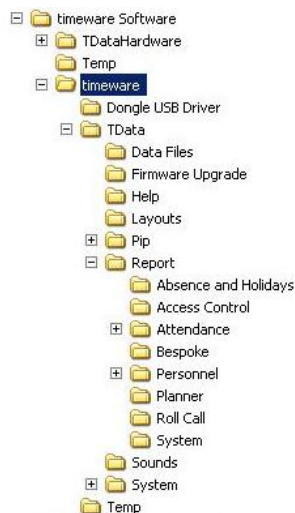 timeware Software
TDataHardware
Temp
timeware
Dongle USB Driver
TData
Data Files
Firmware Upgrade
Help
Layouts
Pip
Report
Absence and Holidays
Access Control
Attendance
Bespoke
Personnel
Planner
Roll Call
System
Sounds
System
Temp